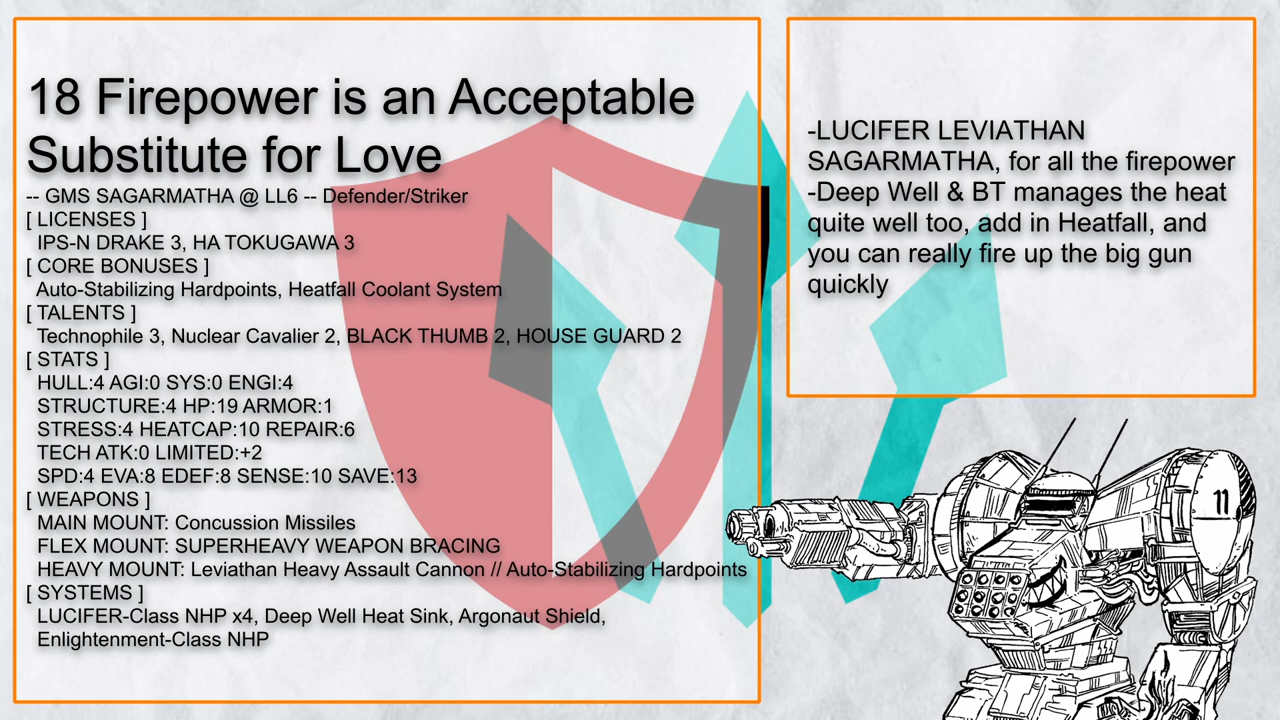 18 Firepower is an Acceptable
Substitute for Love
-- GMS SAGARMATHA @ LL6 -- Defender/Striker
[ LICENSES ]
IPS-N DRAKE 3, HA TOKUGAWA 3
[ CORE BONUSES ]
Auto-Stabilizing Hardpoints, Heatfall Coolant System
[ TALENTS ]
Technophile 3, Nuclear Cavalier 2, BLACK THUMB 2, HOUSE GUARD 2
[ STATS ]
HULL:4 AGI:0 SYS:0 ENGI:4
STRUCTURE:4 HP:19 ARMOR:1
STRESS:4 HEATCAP:10 REPAIR:6
TECH ATK:0 LIMITED:+2
SPD:4 EVA:8 EDEF:8 SENSE:10 SAVE:13
[ WEAPONS ]
MAIN MOUNT: Concussion Missiles
FLEX MOUNT: SUPERHEAVY WEAPON BRACING
HEAVY MOUNT: Leviathan Heavy Assault Cannon // Auto-Stabilizing Hardpoints
[ SYSTEMS ]
LUCIFER-Class NHP x4, Deep Well Heat Sink, Argonaut Shield,
Enlightenment-Class NHP
-LUCIFER LEVIATHAN
SAGARMATHA, for all the firepower
-Deep Well & BT manages the heat
quite well too, add in Heatfall, and
you can really fire up the big gun
quickly
11